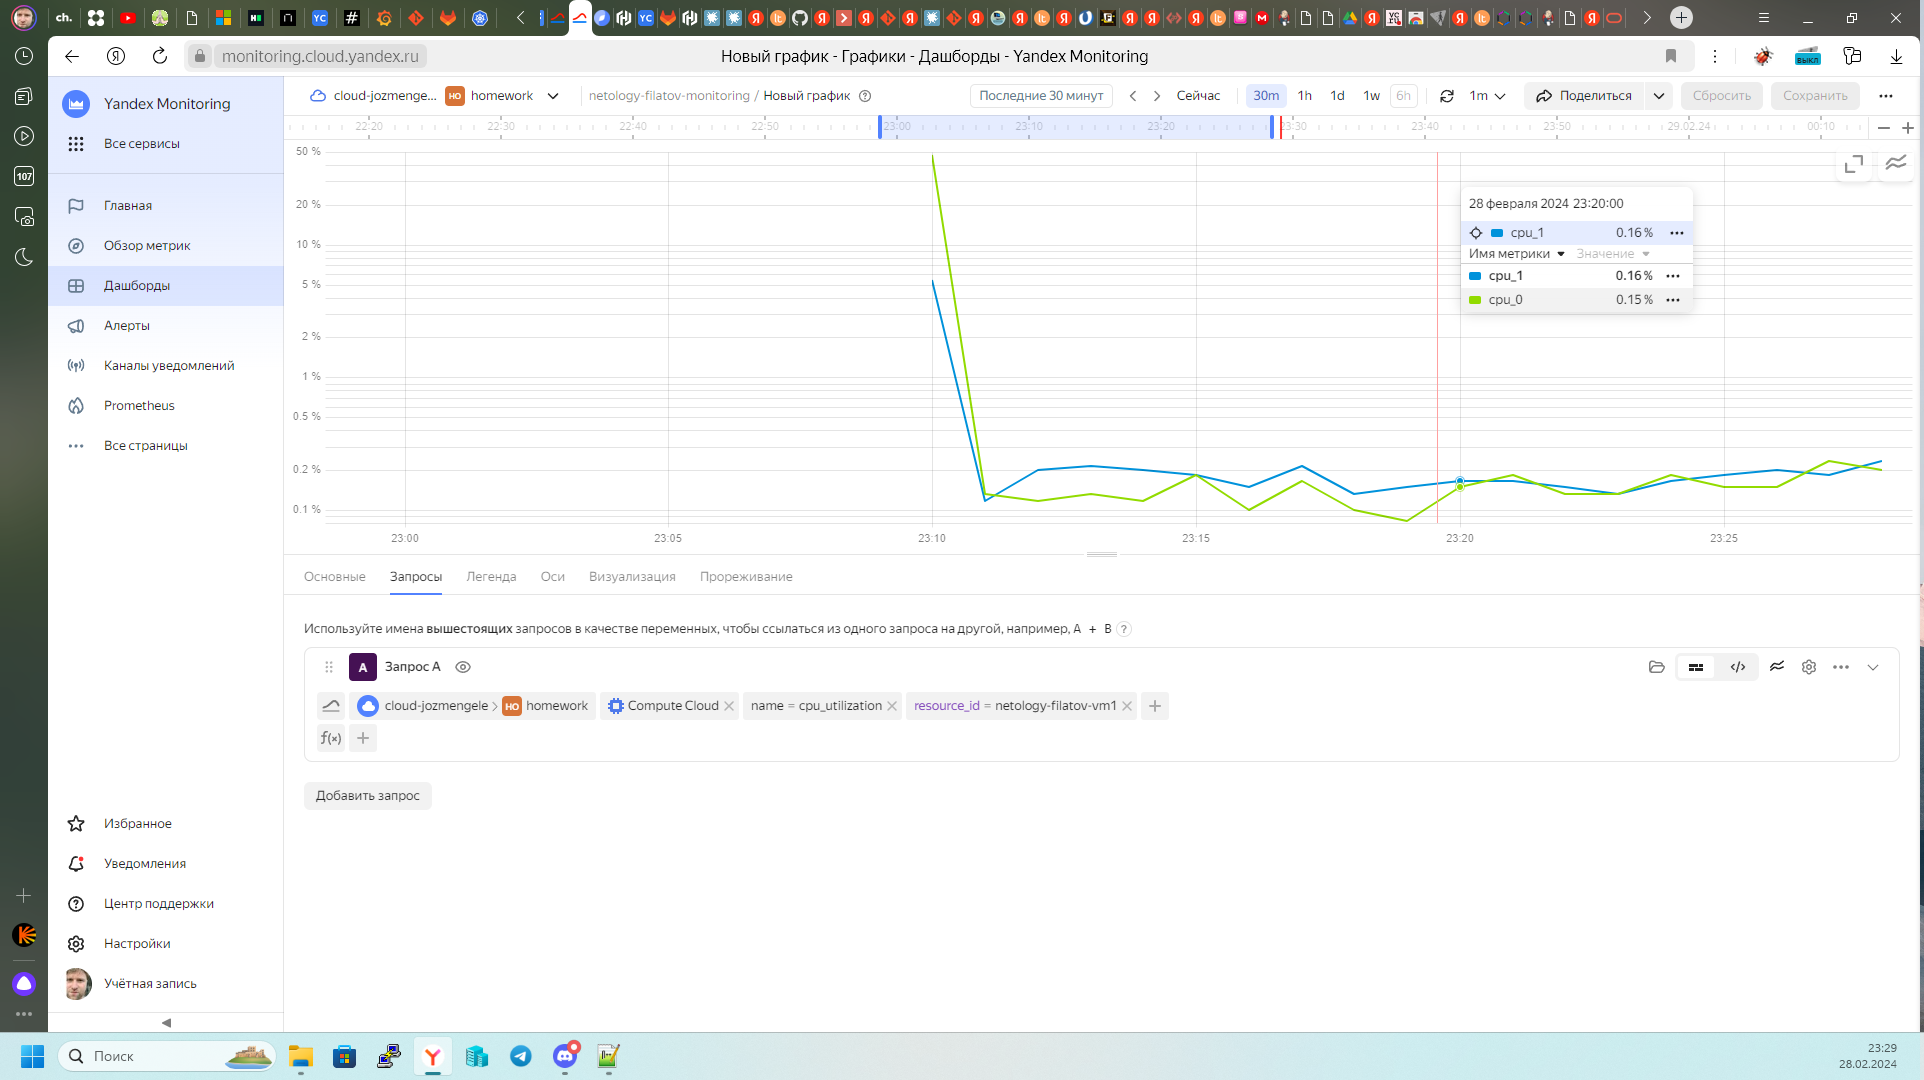 ch.
YC
#
monitoring.cloud.yandex.ru
Новый график - Графики - Дашборды - Yandex Monitoring
выкл
107
Yandex Monitoring
Все сервисы
Главная
Обзор метрик
Дашборды
Алерты
Каналы уведомлений
Prometheus
Все страницы
Избранное
Уведомления
Центр поддержки
Настройки
Учётная запись
cloud-jozmenge... HO homework
netology-filatov-monitoring / Новый график
Последние 30 минут
Сейчас
30m 1h 1d 1w 6h
1m
Поделиться
Сбросить
Сохранить
22:20 22:30 22:40 22:50 23:00 23:10 23:20 23:30 23:40 23:50 29.02.24 00:10
50 %
20 %
10 %
5 %
2 %
1 %
0.5 %
0.2 %
0.1 %
23:00 23:05 23:10 23:15 23:20 23:25
28 февраля 2024 23:20:00
cpu_1 0.16 %
Имя метрики Значение
cpu_1 0.16 %
cpu_0 0.15 %
Основные Запросы Легенда Оси Визуализация Прореживание
Используйте имена вышестоящих запросов в качестве переменных, чтобы ссылаться из одного запроса на другой, например, A + B ?
A Запрос A
</>
cloud-jozmengele > HO homework Compute Cloud name = cpu_utilization resource_id = netology-filatov-vm1
f(x)
Добавить запрос
Поиск
23:29
28.02.2024